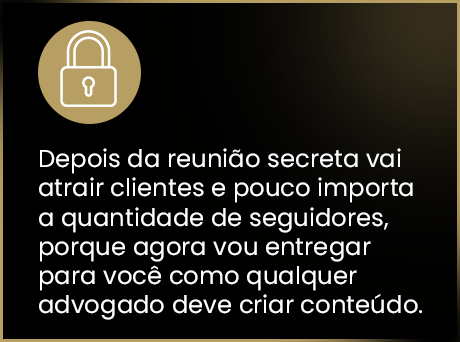 Depois da reunião secreta vai
atrair clientes e pouco importa
a quantidade de seguidores,
porque agora vou entregar
para você como qualquer
advogado deve criar conteúdo.